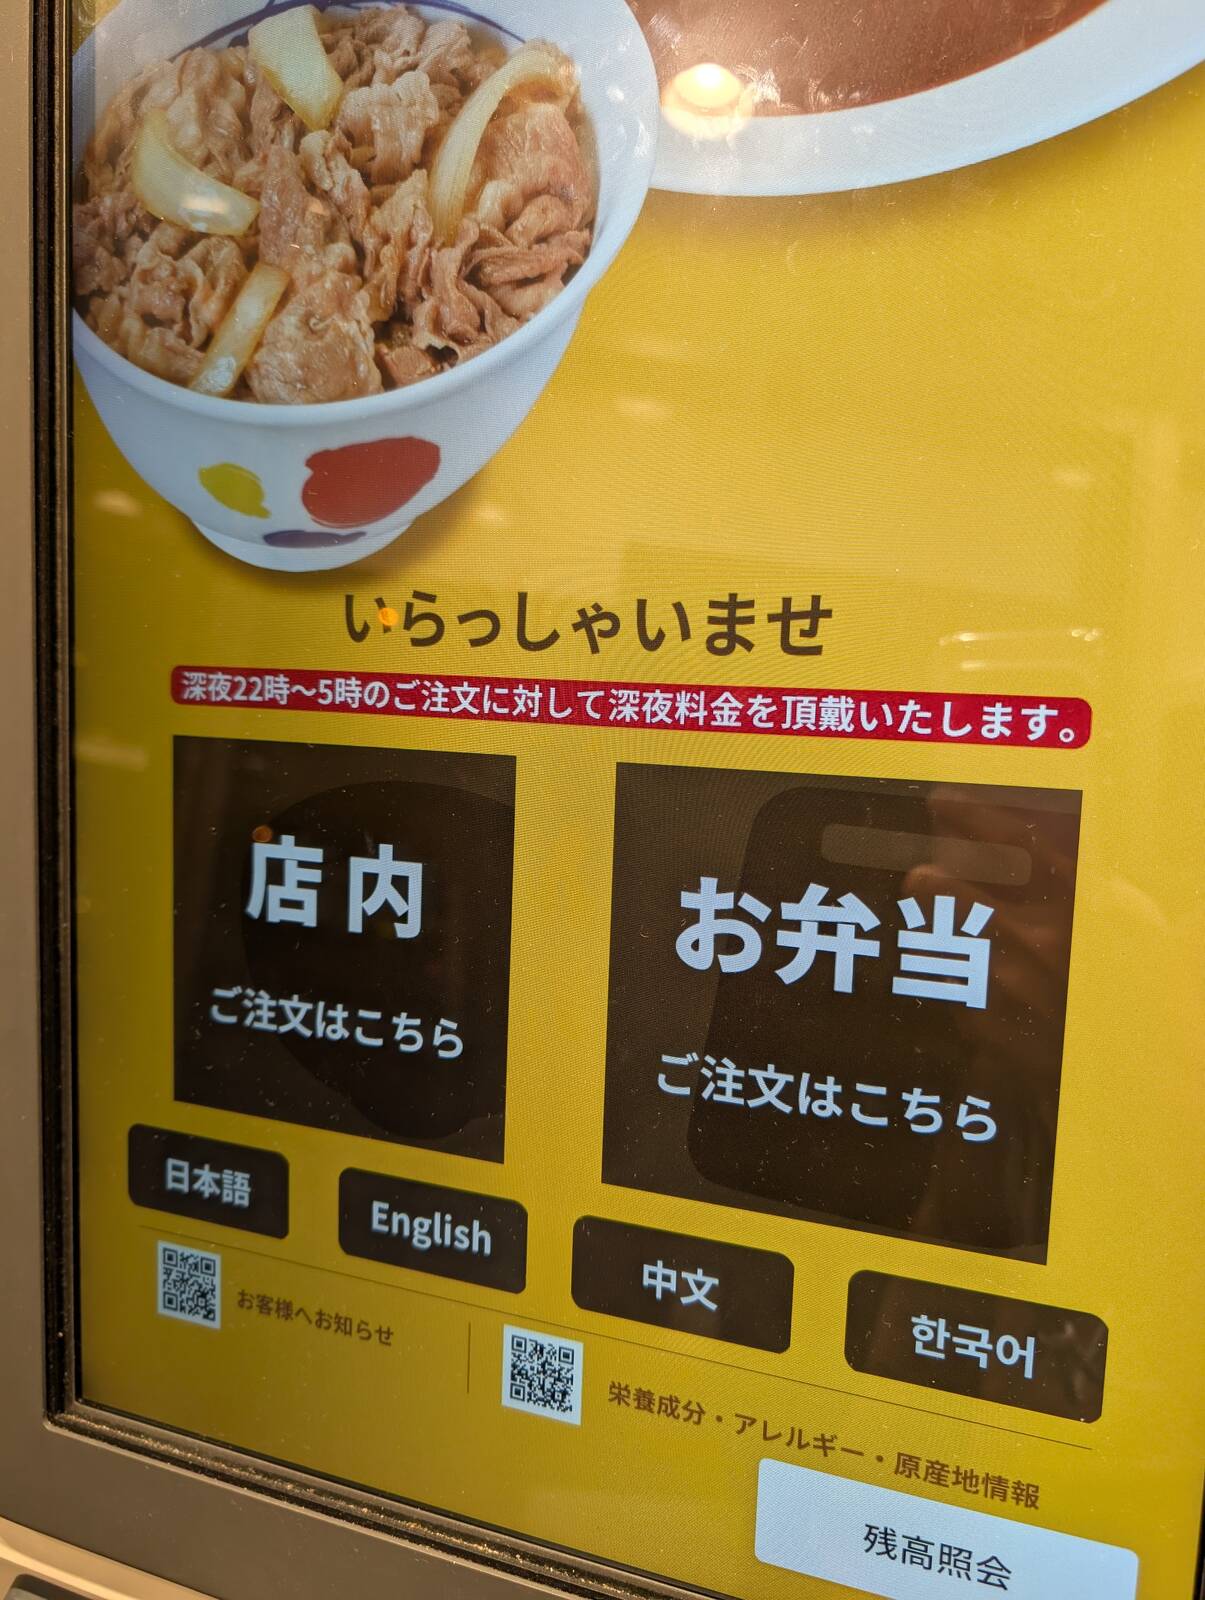 いらっしゃいませ
深夜22時～5時のご注文に対して深夜料金を頂戴いたします。
店内
ご注文はこちら
お弁当
ご注文はこちら
日本語
English
中文
한국어
お客様へお知らせ
栄養成分・アレルギー・原産地情報
残高照会